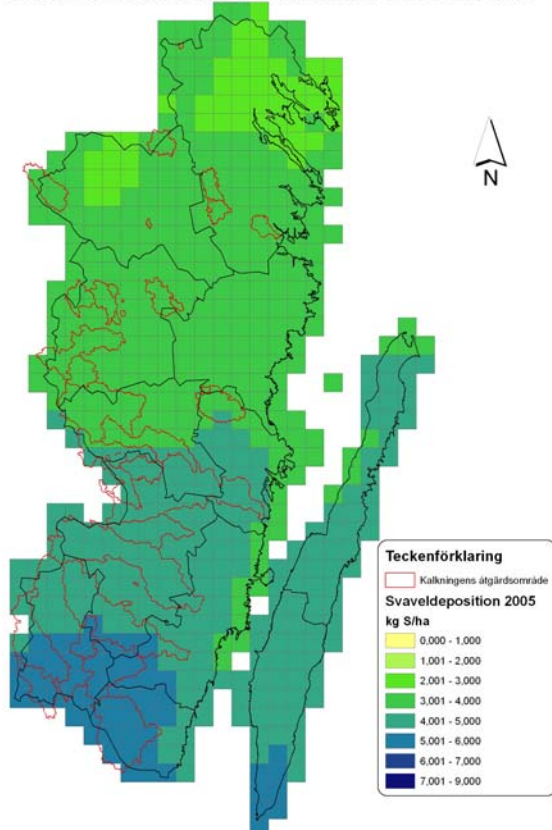 N
Teckenförklaring
Kalkningens åtgärdsområde
Svaveldeposition 2005
kg S/ha
0,000 - 1,000
1,001 - 2,000
2,001 - 3,000
3,001 - 4,000
4,001 - 5,000
5,001 - 6,000
6,001 - 7,000
7,001 - 9,000